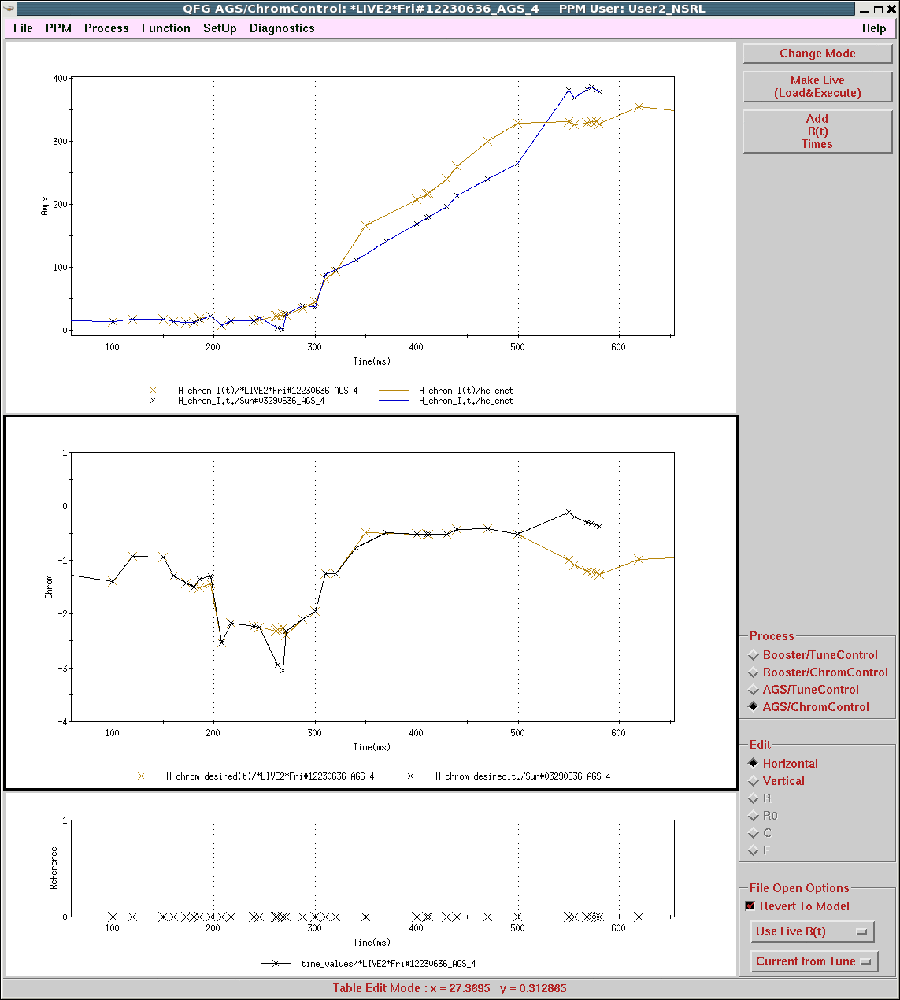 QFG AGS/ChromControl: *LIVE2*Fri#12230636_AGS_4 PPM User: User2_NSRL
File PPM Process Function SetUp Diagnostics Help
Change Mode
Make Live
(Load&Execute)
Add
B(t)
Times
400
300
200
100
0
Amps
100 200 300 400 500 600
Time(ms)
H_chrom_I(t)/*LIVE2*Fri#12230636_AGS_4 H_chrom_I(t)/hc_cnct
H_chrom_I.t./Sun#03290636_AGS_4 H_chrom_I.t./hc_cnct
1
0
-1
-2
-3
-4
Chrom
100 200 300 400 500 600
Time(ms)
H_chrom_desired(t)/*LIVE2*Fri#12230636_AGS_4 H_chrom_desired.t./Sun#03290636_AGS_4
1
0
Reference
100 200 300 400 500 600
Time(ms)
time_values/*LIVE2*Fri#12230636_AGS_4
Process
Booster/TuneControl
Booster/ChromControl
AGS/TuneControl
AGS/ChromControl
Edit
Horizontal
Vertical
R
R0
C
F
File Open Options
Revert To Model
Use Live B(t)
Current from Tune
Table Edit Mode : x = 27.3695 y = 0.312865